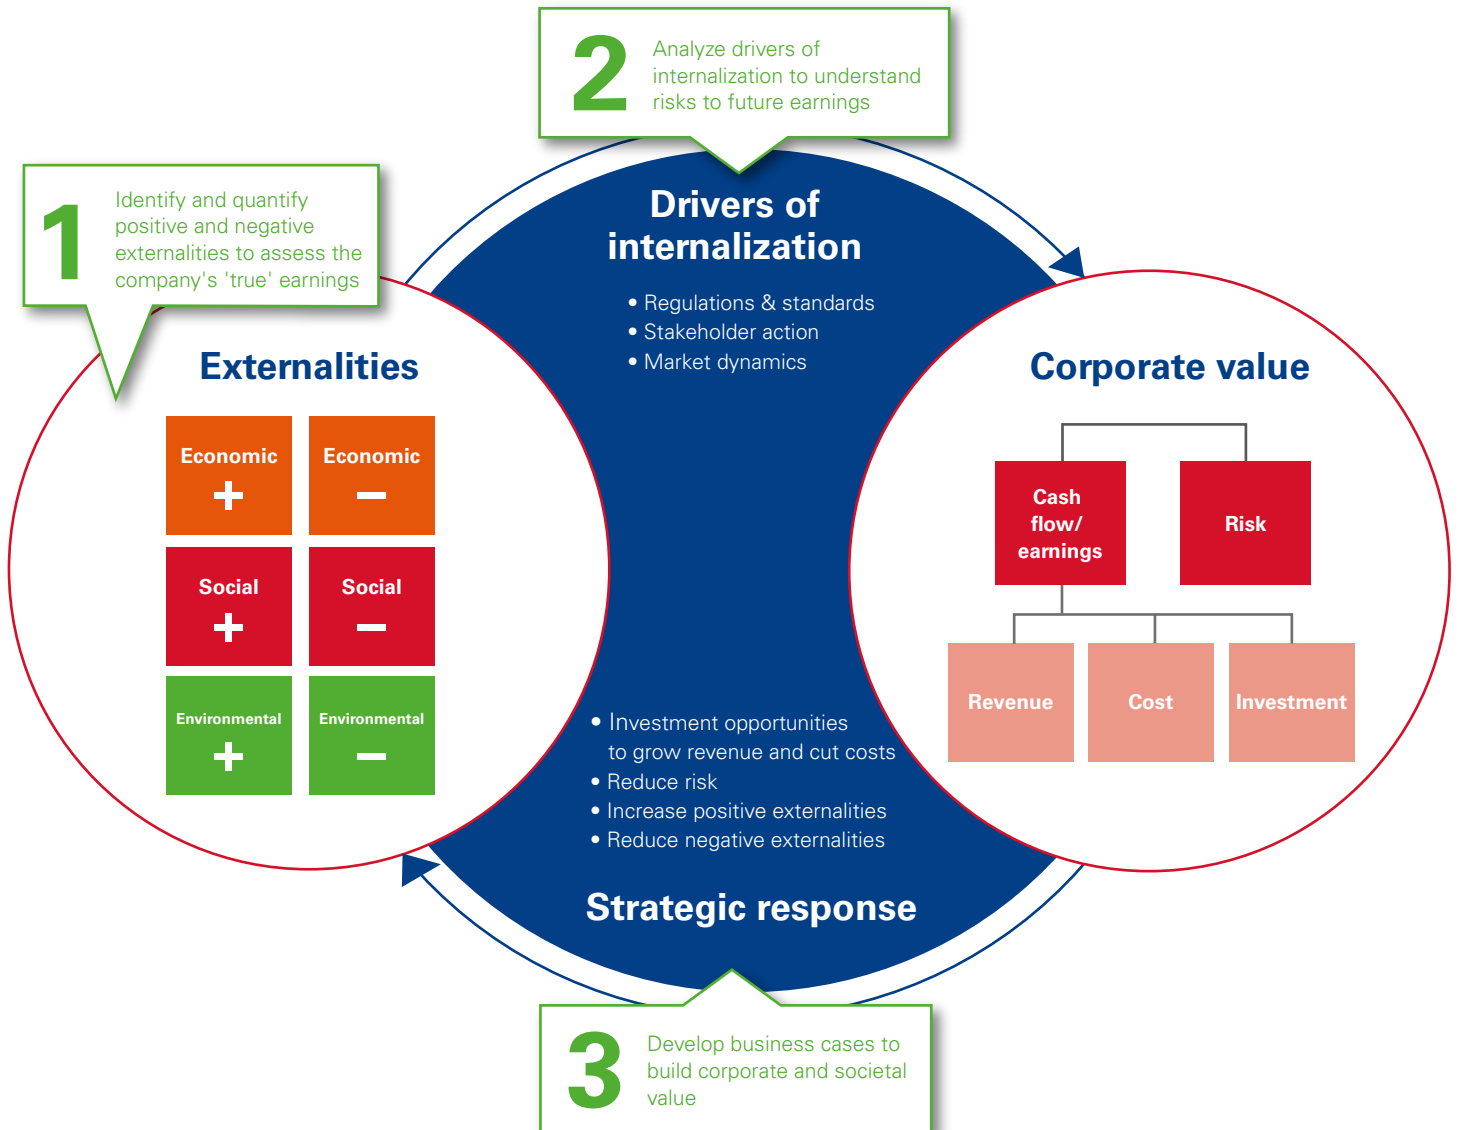 2
Analyze drivers of
internalization to understand
risks to future earnings
1
Identify and quantify
positive and negative
externalities to assess the
company's 'true' earnings
Drivers of
internalization
• Regulations & standards
• Stakeholder action
• Market dynamics
Externalities
Economic
+
Economic
−
Social
+
Social
−
Environmental
+
Environmental
−
Corporate value
Cash
flow/
earnings
Risk
Revenue
Cost
Investment
• Investment opportunities
to grow revenue and cut costs
• Reduce risk
• Increase positive externalities
• Reduce negative externalities
Strategic response
3
Develop business cases to
build corporate and societal
value